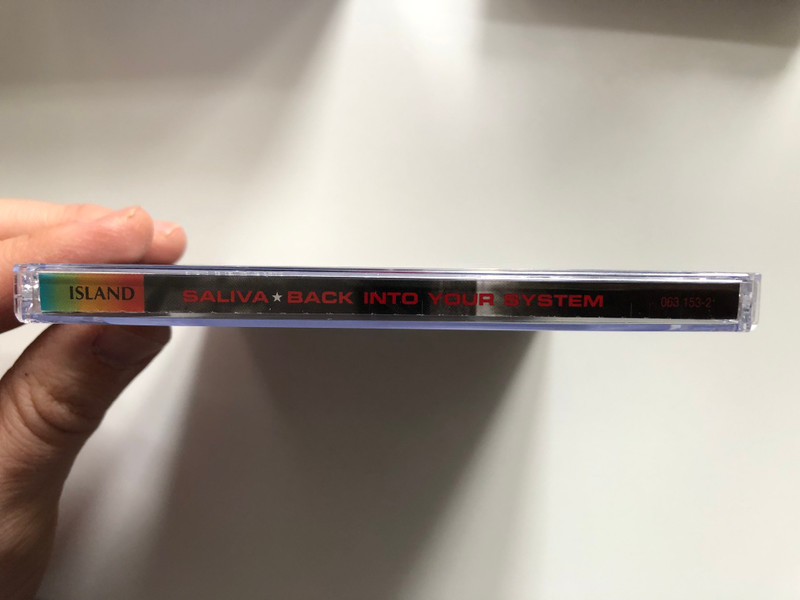 ISLAND SALIVA★BACK INTO YOUR SYSTEM 063 153-2